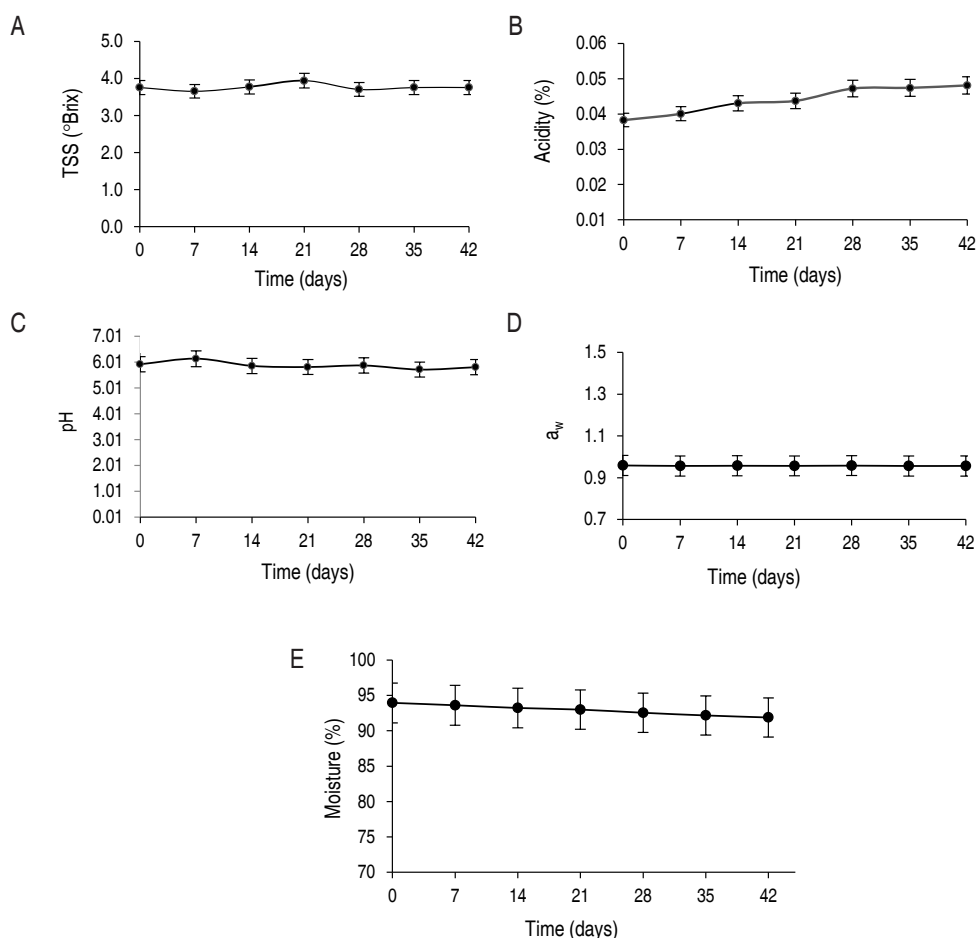 A
TSS (°Brix)
5.0
4.0
3.0
2.0
1.0
0.0
0 7 14 21 28 35 42
Time (days)
B
Acidity (%)
0.06
0.05
0.04
0.03
0.02
0.01
0 7 14 21 28 35 42
Time (days)
C
pH
7.01
6.01
5.01
4.01
3.01
2.01
1.01
0.01
0 7 14 21 28 35 42
Time (days)
D
aw
1.5
1.3
1.1
0.9
0.7
0 7 14 21 28 35 42
Time (days)
E
Moisture (%)
100
95
90
85
80
75
70
0 7 14 21 28 35 42
Time (days)